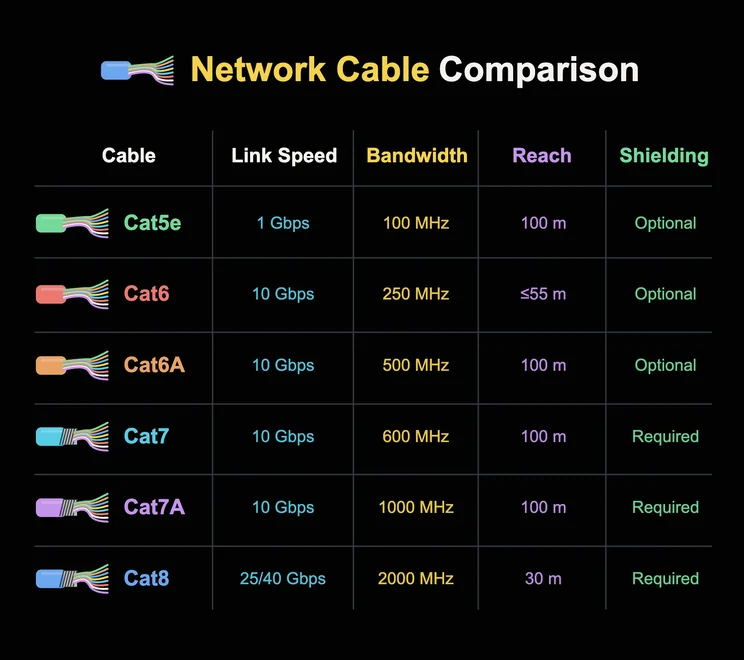 Network Cable Comparison
Cable Link Speed Bandwidth Reach Shielding
Cat5e 1 Gbps 100 MHz 100 m Optional
Cat6 10 Gbps 250 MHz ≤55 m Optional
Cat6A 10 Gbps 500 MHz 100 m Optional
Cat7 10 Gbps 600 MHz 100 m Required
Cat7A 10 Gbps 1000 MHz 100 m Required
Cat8 25/40 Gbps 2000 MHz 30 m Required